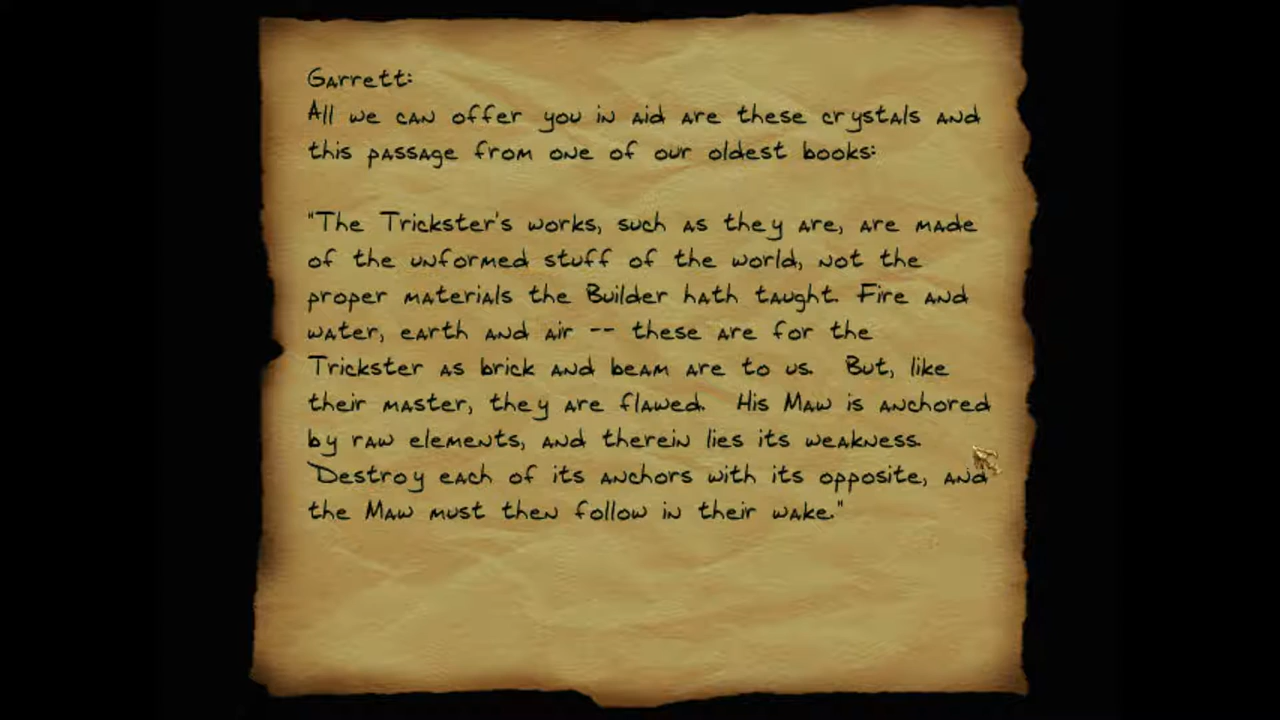 Garrett:
All we can offer you in aid are these crystals and
this passage from one of our oldest books:
"The Trickster's works, such as they are, are made
of the unformed stuff of the world, not the
proper materials the Builder hath taught. Fire and
water, earth and air -- these are for the
Trickster as brick and beam are to us. But, like
their master, they are flawed. His Maw is anchored
by raw elements, and therein lies its weakness.
Destroy each of its anchors with its opposite, and
the Maw must then follow in their wake."